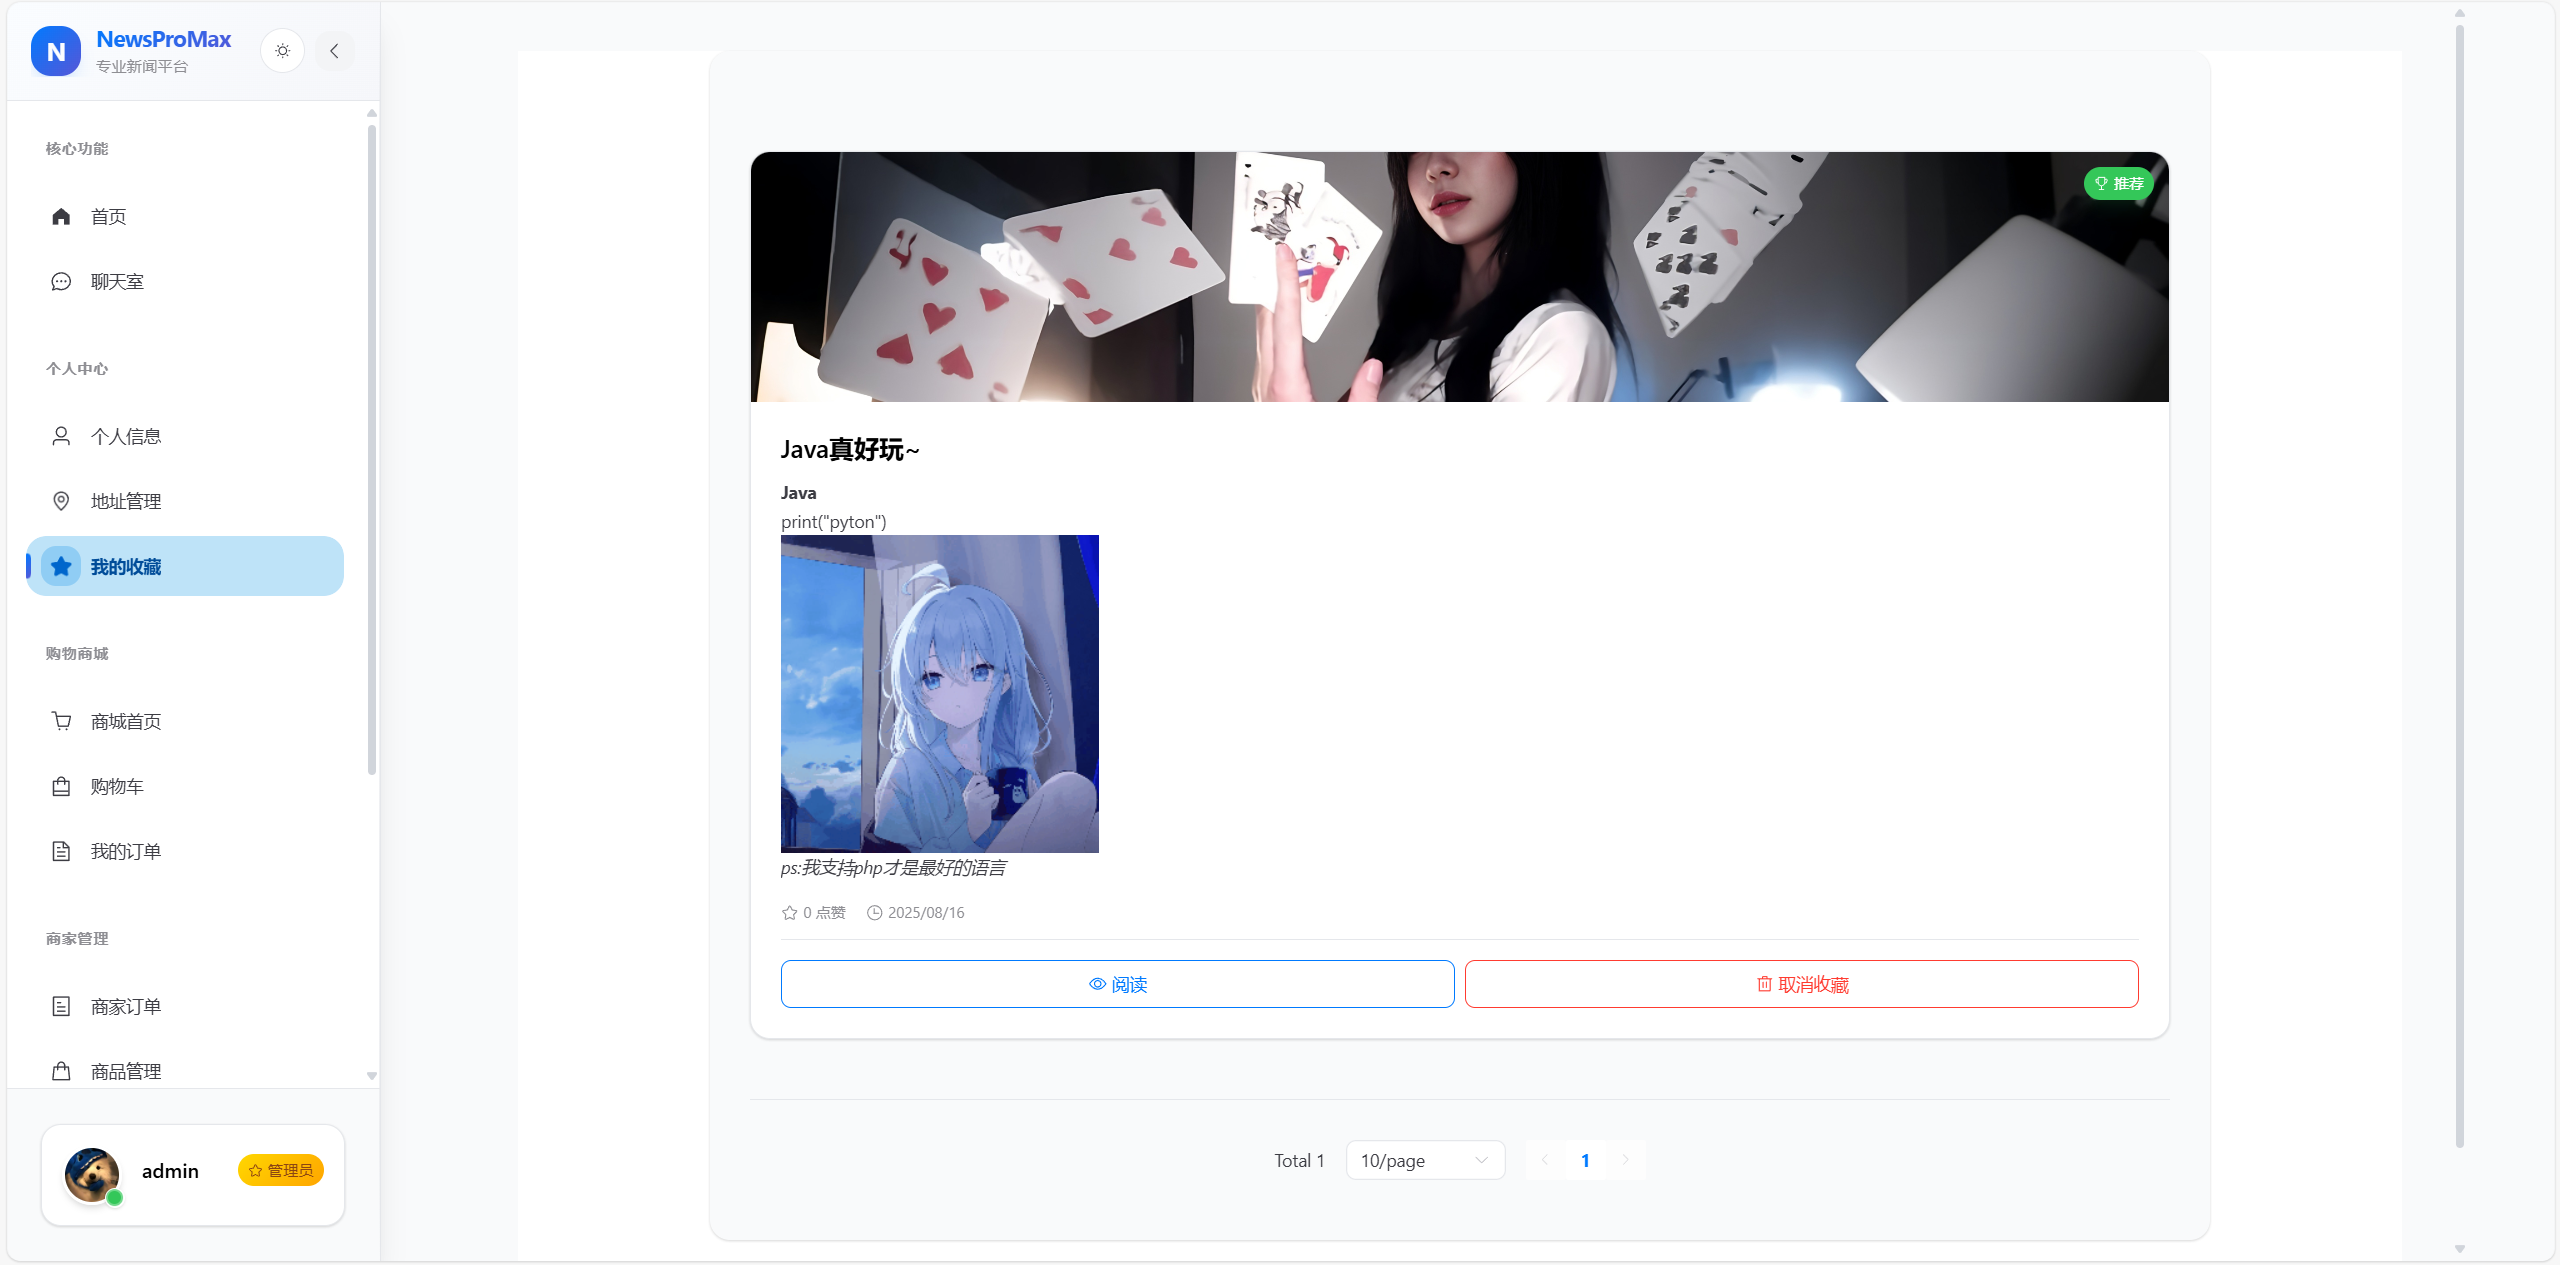 N
NewsProMax
专业新闻平台
核心功能
首页
聊天室
个人中心
个人信息
地址管理
我的收藏
购物商城
商城首页
购物车
我的订单
商家管理
商家订单
商品管理
admin
管理员
推荐
Java真好玩~
Java
print("pyton")
ps:我支持php才是最好的语言
0 点赞 2025/08/16
阅读 取消收藏
Total 1 10/page 1